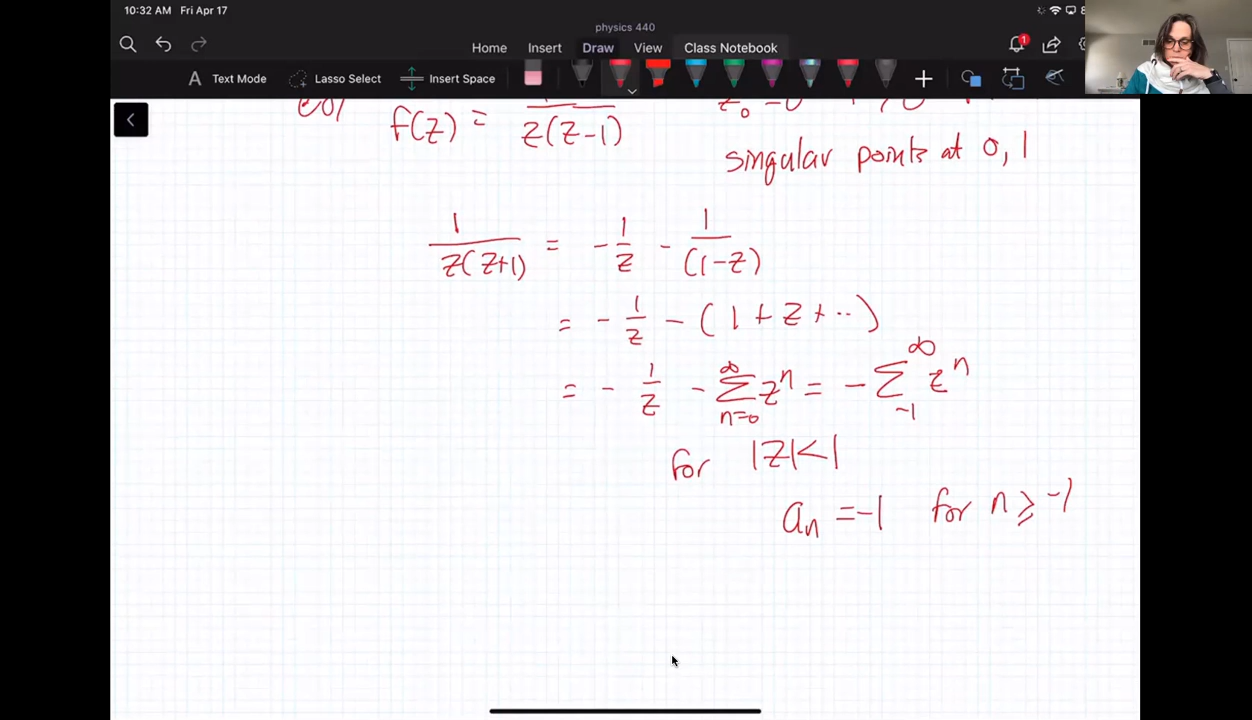 10:32 AM Fri Apr 17
physics 440
Home Insert Draw View Class Notebook
1
A Text Mode Lasso Select Insert Space
f(z) = 1/z(z-1)
singular points at 0, 1
1/z(z+1) = - 1/z - 1/(1-z)
= - 1/z - ( 1 + z + ·· )
= - 1/z - ∑_{n=0}^∞ z^n = - ∑_{-1}^∞ z^n
for |z|<1
a_n = -1 for n ⩾ -1